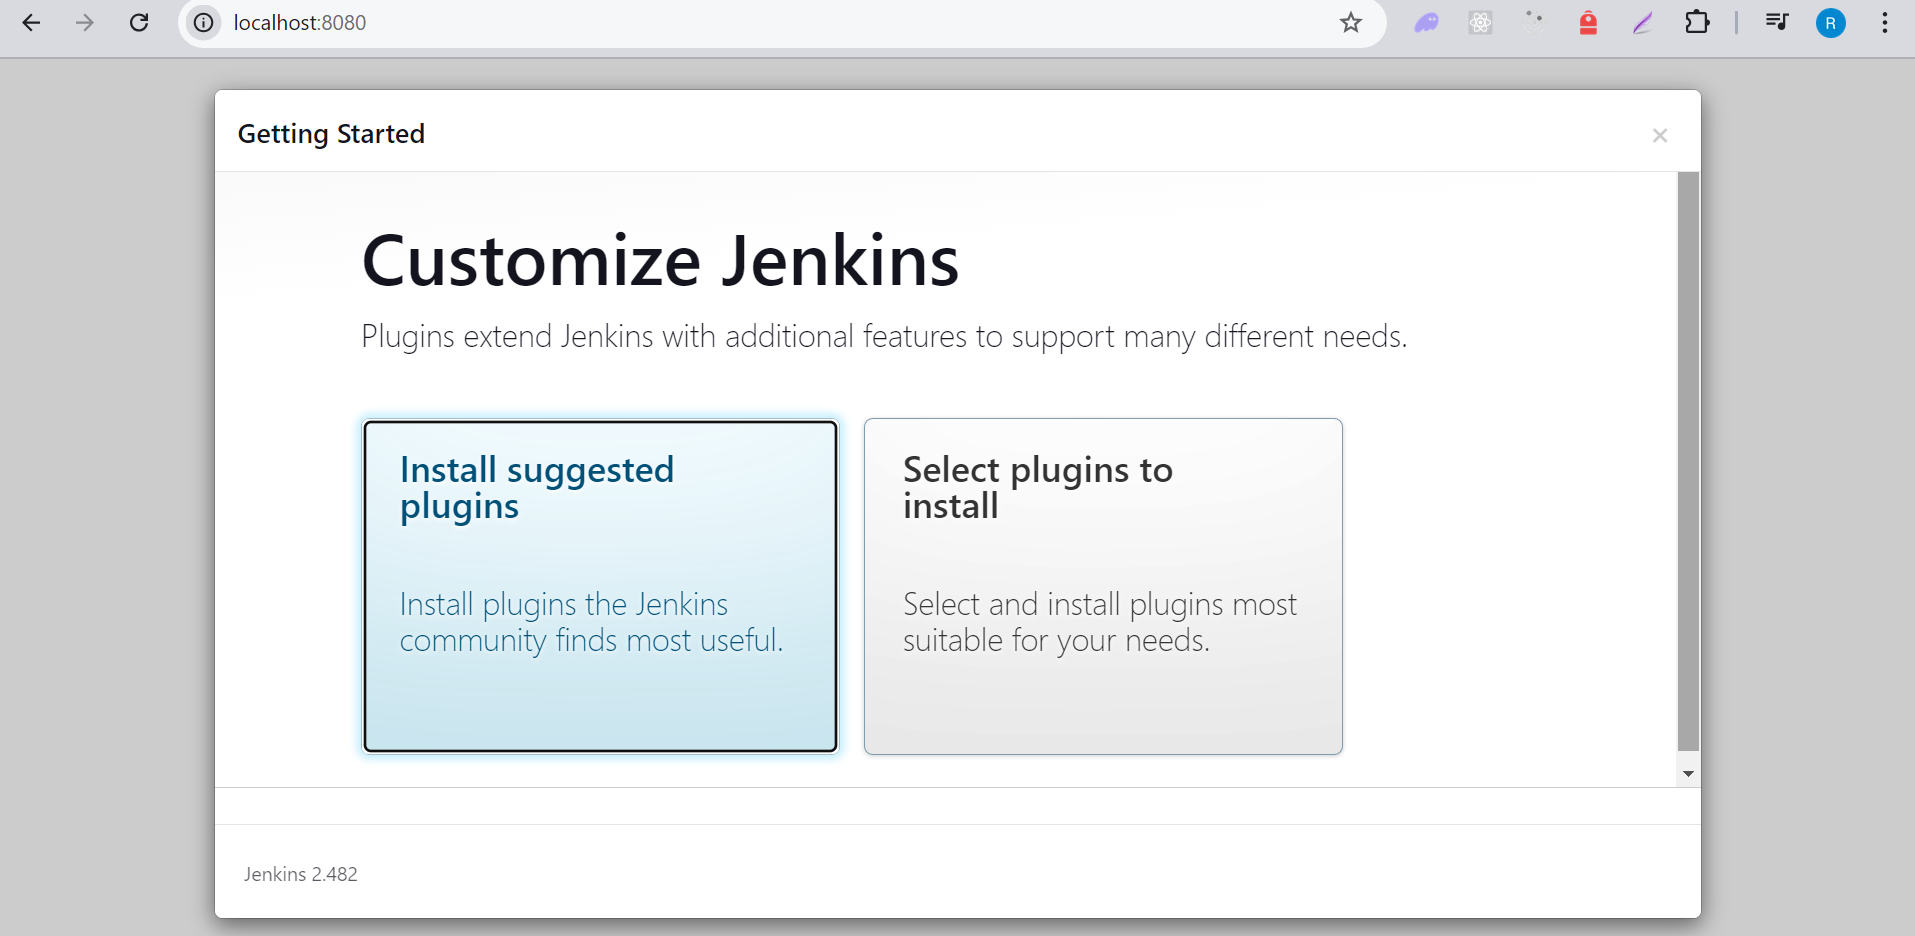 localhost:8080
R
Getting Started
×
Customize Jenkins
Plugins extend Jenkins with additional features to support many different needs.
Install suggested
plugins
Install plugins the Jenkins
community finds most useful.
Select plugins to
install
Select and install plugins most
suitable for your needs.
Jenkins 2.482